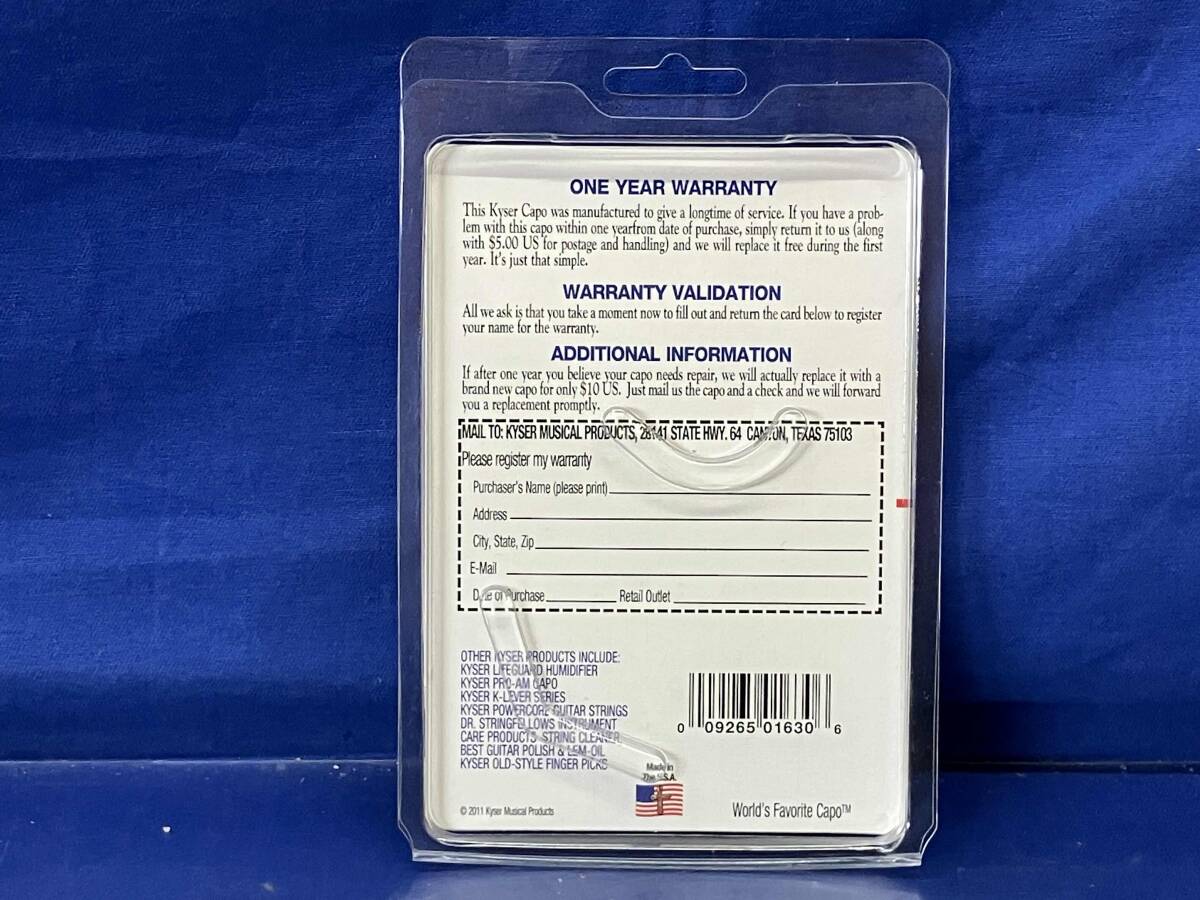 ONE YEAR WARRANTY
This Kyser Capo was manufactured to give a longtime of service. If you have a prob-
lem with this capo within one yearfrom date of purchase, simply return it to us (along
with $5.00 US for postage and handling) and we will replace it free during the first
year. It's just that simple.
WARRANTY VALIDATION
All we ask is that you take a moment now to fill out and return the card below to register
your name for the warranty.
ADDITIONAL INFORMATION
If after one year you believe your capo needs repair, we will actually replace it with a
brand new capo for only $10 US. Just mail us the capo and a check and we will forward
you a replacement promptly.
MAIL TO: KYSER MUSICAL PRODUCTS, 28141 STATE HWY. 64 CANTON, TEXAS 75103
Please register my warranty
Purchaser's Name (please print)
Address
City, State, Zip
E-Mail
Date of Purchase Retail Outlet
OTHER KYSER PRODUCTS INCLUDE:
KYSER LIFEGUARD HUMIDIFIER
KYSER PRO-AM CAPO
KYSER K-LEVER SERIES
KYSER POWERCORE GUITAR STRINGS
DR. STRINGFELLOWS INSTRUMENT
CARE PRODUCTS STRING CLEANER
BEST GUITAR POLISH & LEM-OIL
KYSER OLD-STYLE FINGER PICKS
0 09265 01630 6
Made in
The U.S.A.
© 2011 Kyser Musical Products
World's Favorite Capo™